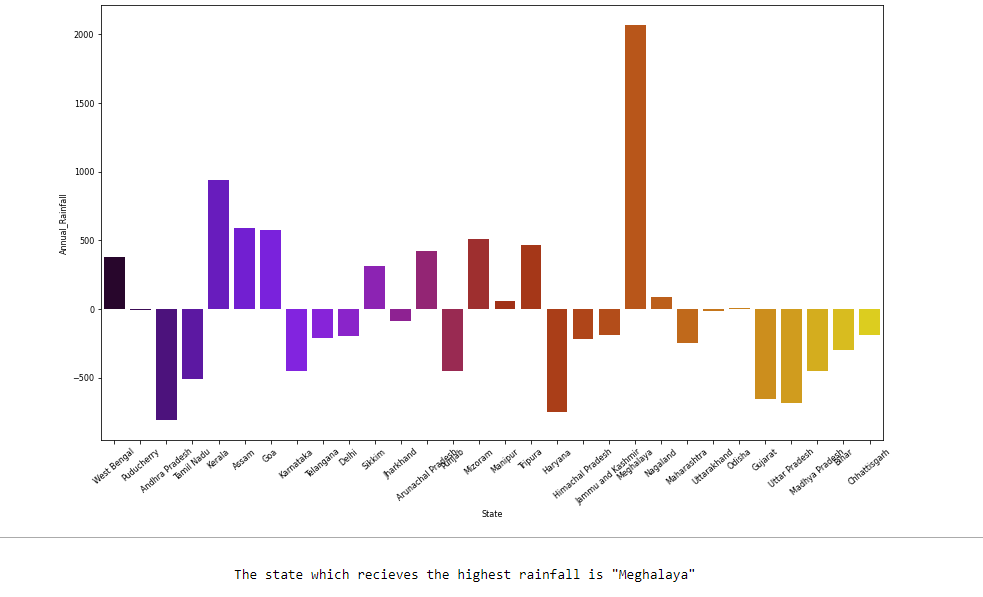 2000
1500
1000
500
0
−500
Annual_Rainfall
West Bengal
Puducherry
Andhra Pradesh
Tamil Nadu
Kerala
Assam
Goa
Karnataka
Telangana
Delhi
Sikkim
Jharkhand
Arunachal Pradesh
Punjab
Mizoram
Manipur
Tripura
Haryana
Himachal Pradesh
Jammu and Kashmir
Meghalaya
Nagaland
Maharashtra
Uttarakhand
Odisha
Gujarat
Uttar Pradesh
Madhya Pradesh
Bihar
Chhattisgarh
State
The state which recieves the highest rainfall is "Meghalaya"